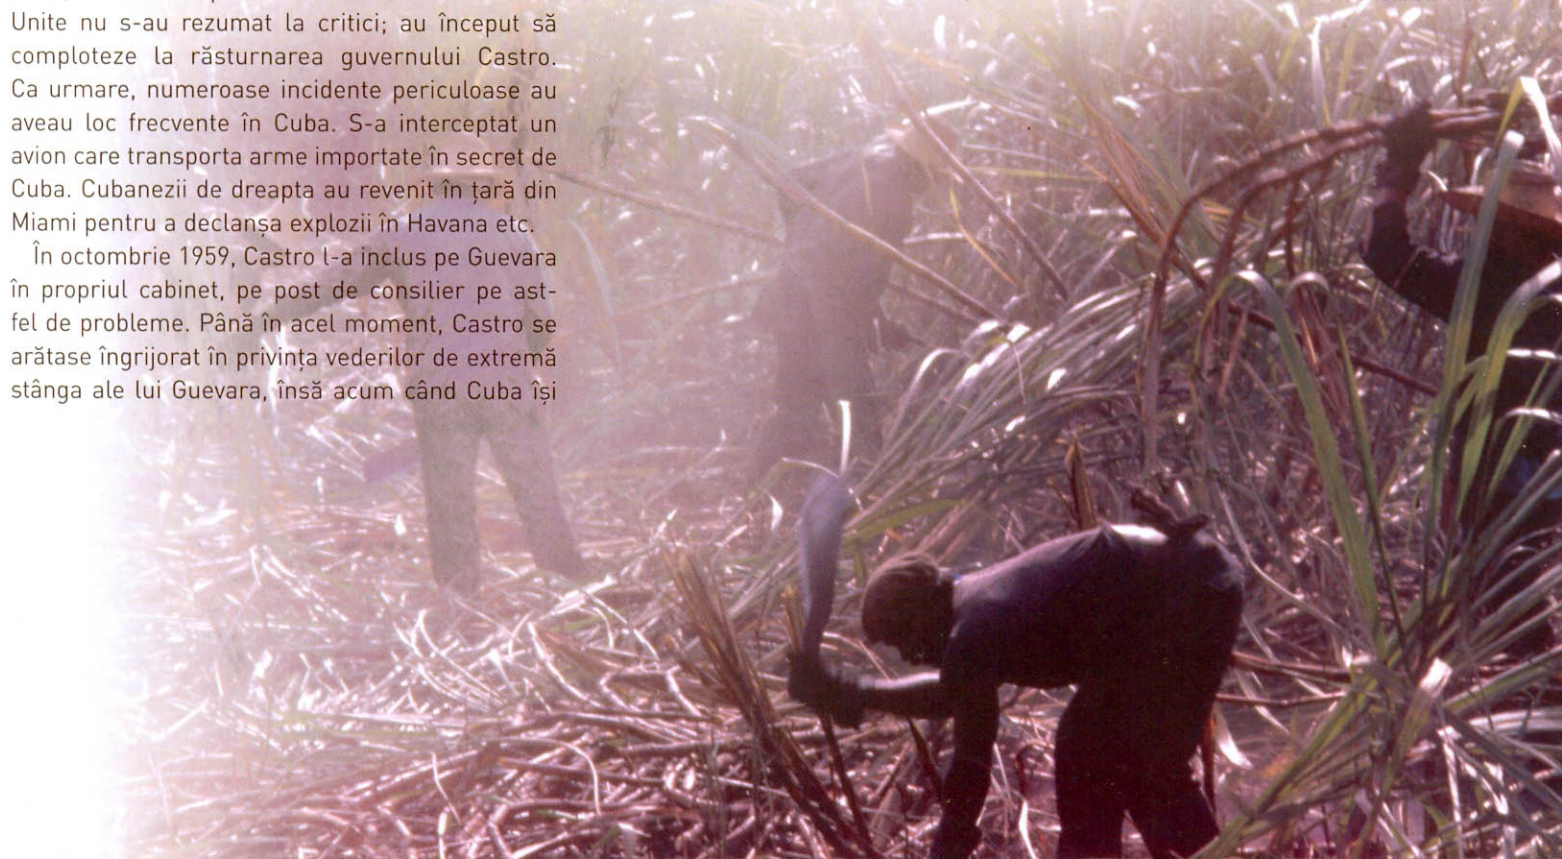 Unite nu s-au rezumat la critici; au început să
comploteze la răsturnarea guvernului Castro.
Ca urmare, numeroase incidente periculoase au
aveau loc frecvente în Cuba. S-a interceptat un
avion care transporta arme importate în secret de
Cuba. Cubanezii de dreapta au revenit în țară din
Miami pentru a declanșa explozii în Havana etc.
În octombrie 1959, Castro l-a inclus pe Guevara
în propriul cabinet, pe post de consilier pe ast-
fel de probleme. Până în acel moment, Castro se
arătase îngrijorat în privința vederilor de extremă
stânga ale lui Guevara, însă acum când Cuba își